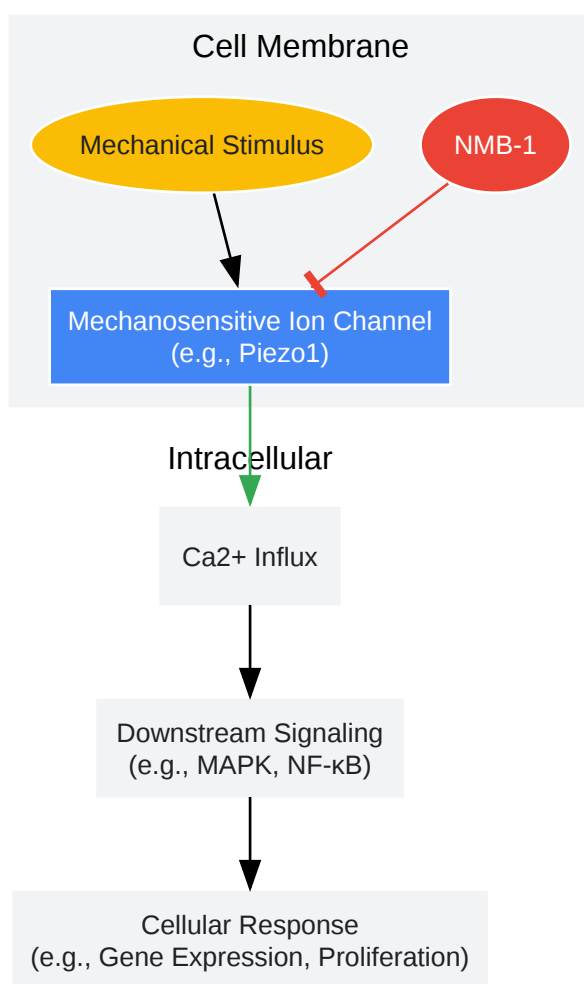 Cell Membrane
Mechanical Stimulus
NMB-1
Mechanosensitive Ion Channel
(e.g., Piezo1)
Intracellular
Ca2+ Influx
Downstream Signaling
(e.g., MAPK, NF-κB)
Cellular Response
(e.g., Gene Expression, Proliferation)